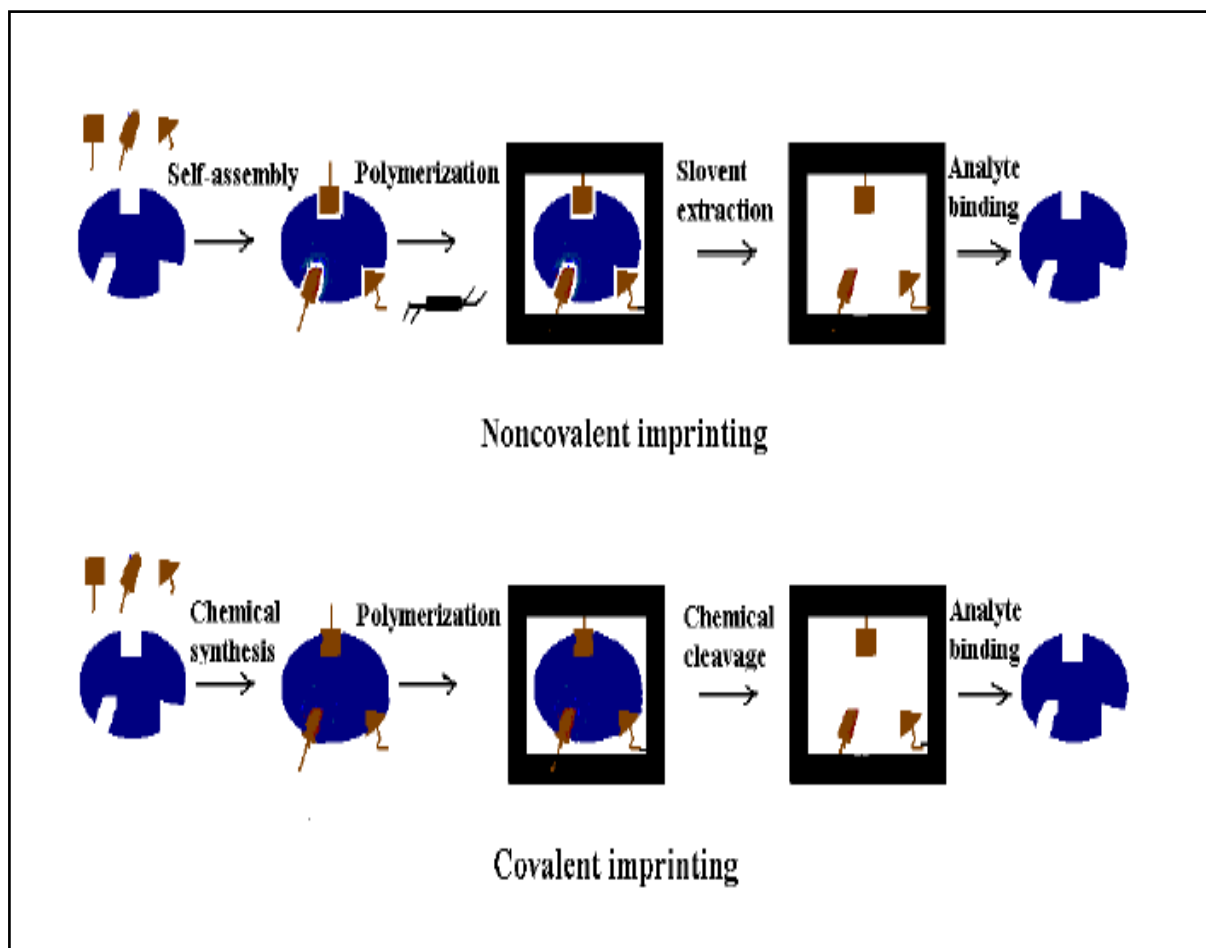 Self-assembly
Polymerization
Slovent
extraction
Analyte
binding
Noncovalent imprinting
Chemical
synthesis
Polymerization
Chemical
cleavage
Analyte
binding
Covalent imprinting